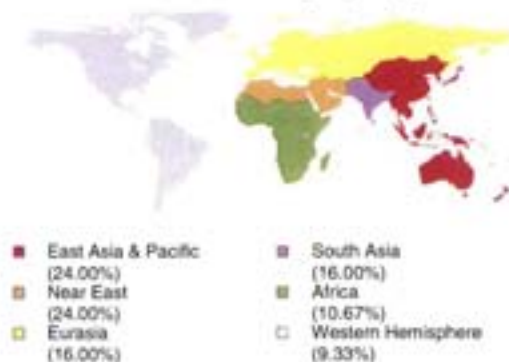 East Asia & Pacific
(24.00%)
Near East
(24.00%)
Eurasia
(16.00%)
South Asia
(16.00%)
Africa
(10.67%)
Western Hemisphere
(9.33%)